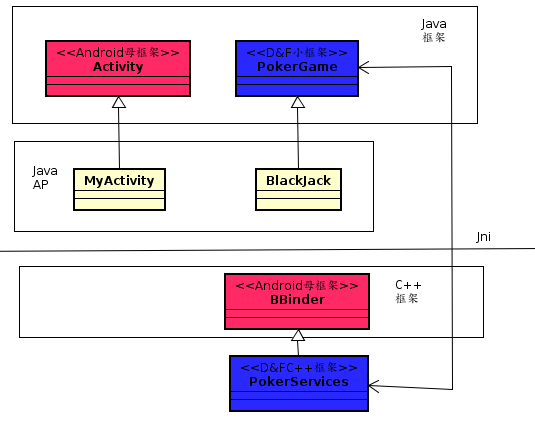 Java
框架
<<Android母框架>>
Activity
<<D&F小框架>>
PokerGame
Java
AP
MyActivity
BlackJack
Jni
<<Android母框架>>
BBinder
C++
框架
<<D&FC++框架>>
PokerServices